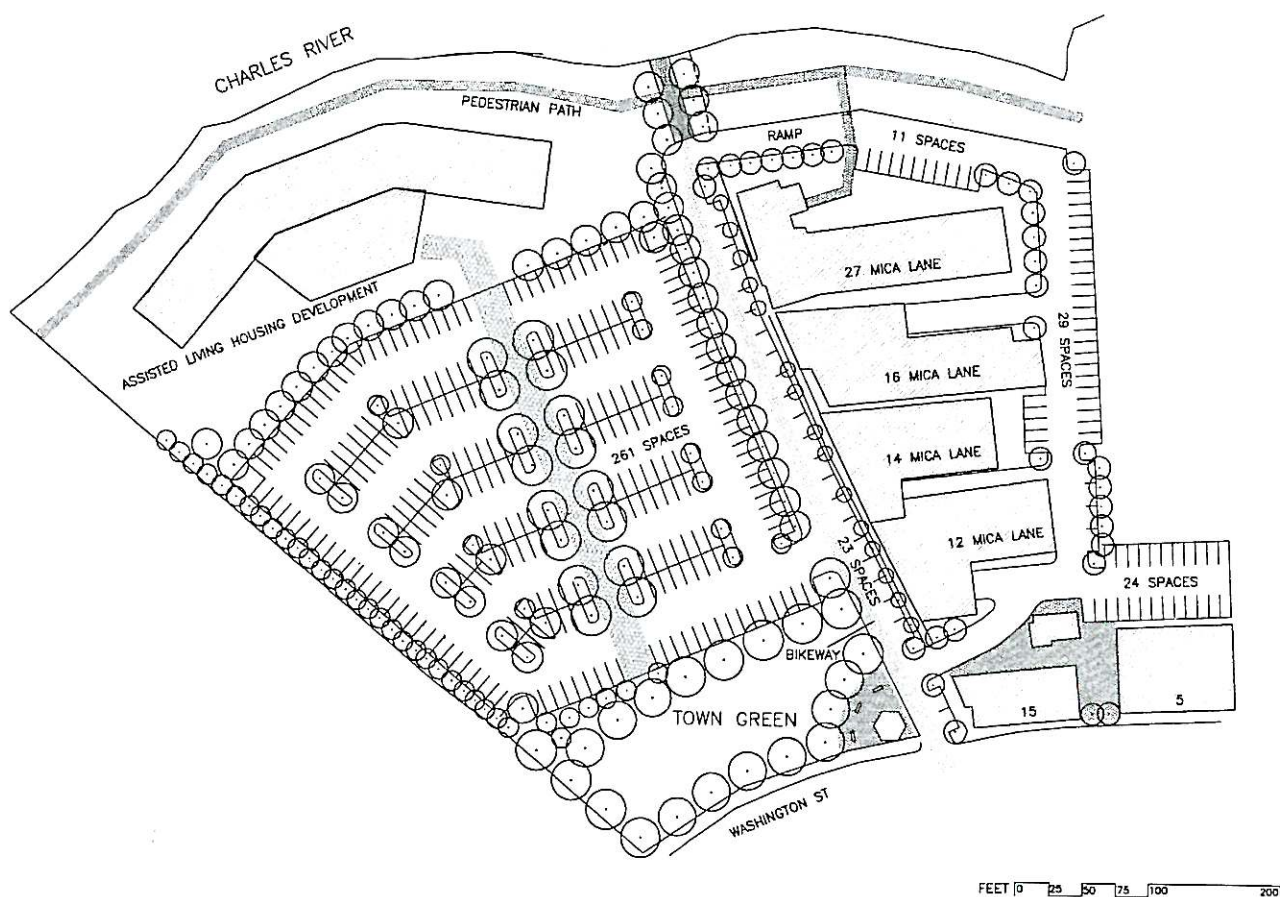 CHARLES RIVER
PEDESTRIAN PATH
RAMP
11 SPACES
27 MICA LANE
ASSISTED LIVING HOUSING DEVELOPMENT
29 SPACES
16 MICA LANE
261 SPACES
14 MICA LANE
12 MICA LANE
23 SPACES
24 SPACES
BIKEWAY
TOWN GREEN
15
5
WASHINGTON ST
FEET 0 25 50 75 100 200